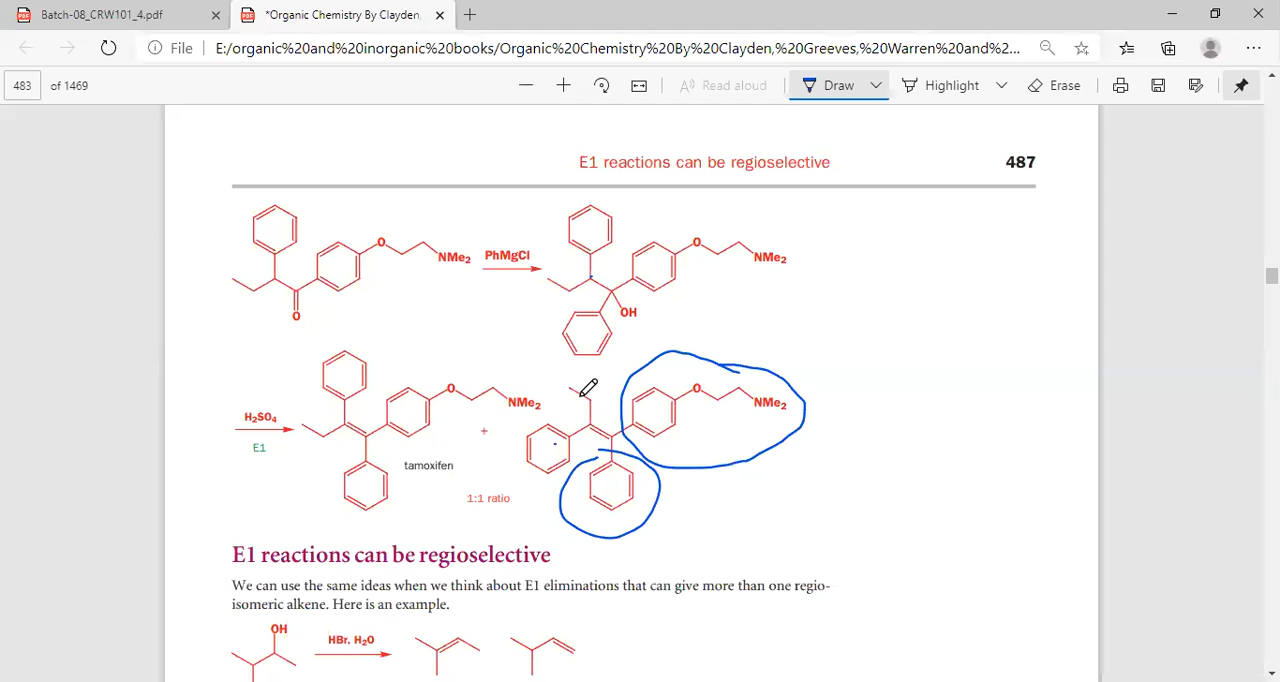 Batch-08_CRW101_4.pdf
*Organic Chemistry By Clayden,
File
E:/organic%20and%20inorganic%20books/Organic%20Chemistry%20By%20Clayden,%20Greeves,%20Warren%20and%2...
483 of 1469
Read aloud
Draw
Highlight
Erase
E1 reactions can be regioselective 487
O
NMe2
O
PhMgCl
O
NMe2
OH
H2SO4
E1
O
NMe2
tamoxifen
+
1:1 ratio
O
NMe2
E1 reactions can be regioselective
We can use the same ideas when we think about E1 eliminations that can give more than one regio-
isomeric alkene. Here is an example.
OH
HBr, H2O